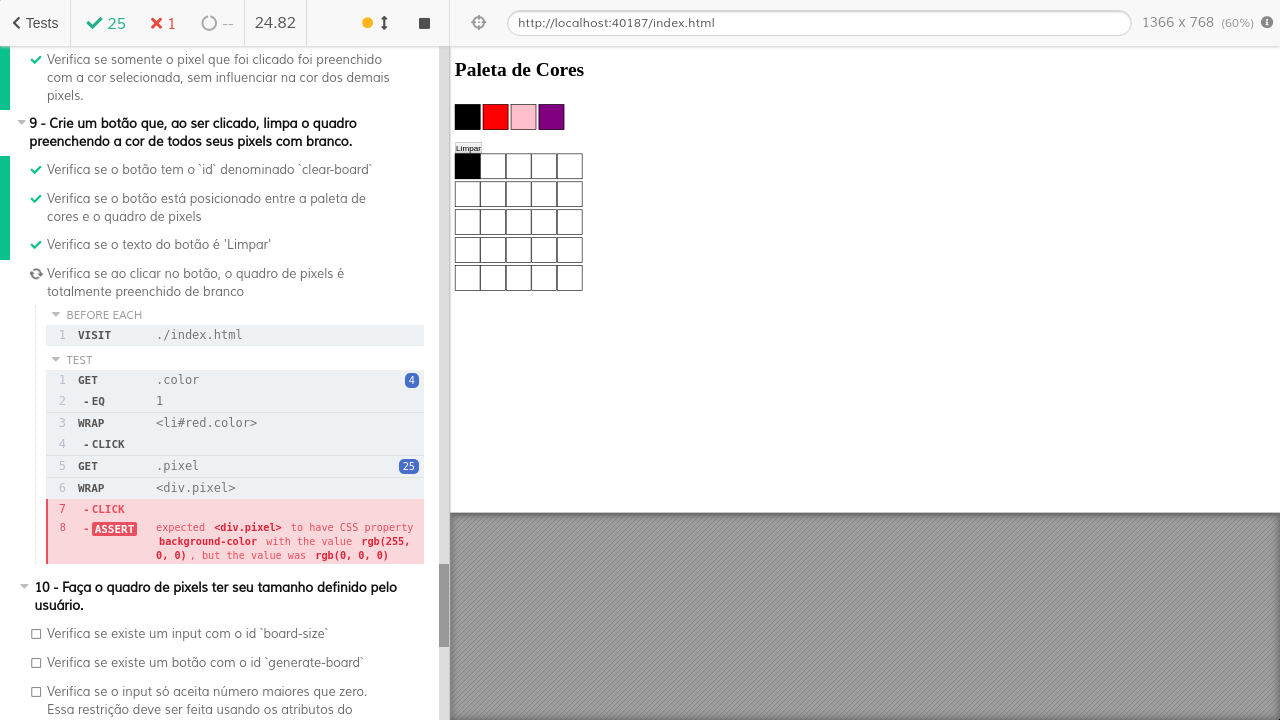 Tests
25
1
--
24.82
http://localhost:40187/index.html
1366 x 768 (60%)
Verifica se somente o pixel que foi clicado foi preenchido
com a cor selecionada, sem influenciar na cor dos demais
pixels.
9 - Crie um botão que, ao ser clicado, limpa o quadro
preenchendo a cor de todos seus pixels com branco.
Verifica se o botão tem o `id` denominado `clear-board`
Verifica se o botão está posicionado entre a paleta de
cores e o quadro de pixels
Verifica se o texto do botão é 'Limpar'
Verifica se ao clicar no botão, o quadro de pixels é
totalmente preenchido de branco
BEFORE EACH
1 VISIT ./index.html
TEST
1 GET .color 4
2 - EQ 1
3 WRAP <li#red.color>
4 - CLICK
5 GET .pixel 25
6 WRAP <div.pixel>
7 - CLICK
8 - ASSERT expected <div.pixel> to have CSS property
background-color with the value rgb(255,
0, 0), but the value was rgb(0, 0, 0)
10 - Faça o quadro de pixels ter seu tamanho definido pelo
usuário.
Verifica se existe um input com o id `board-size`
Verifica se existe um botão com o id `generate-board`
Verifica se o input só aceita número maiores que zero.
Essa restrição deve ser feita usando os atributos do
Paleta de Cores
Limpar